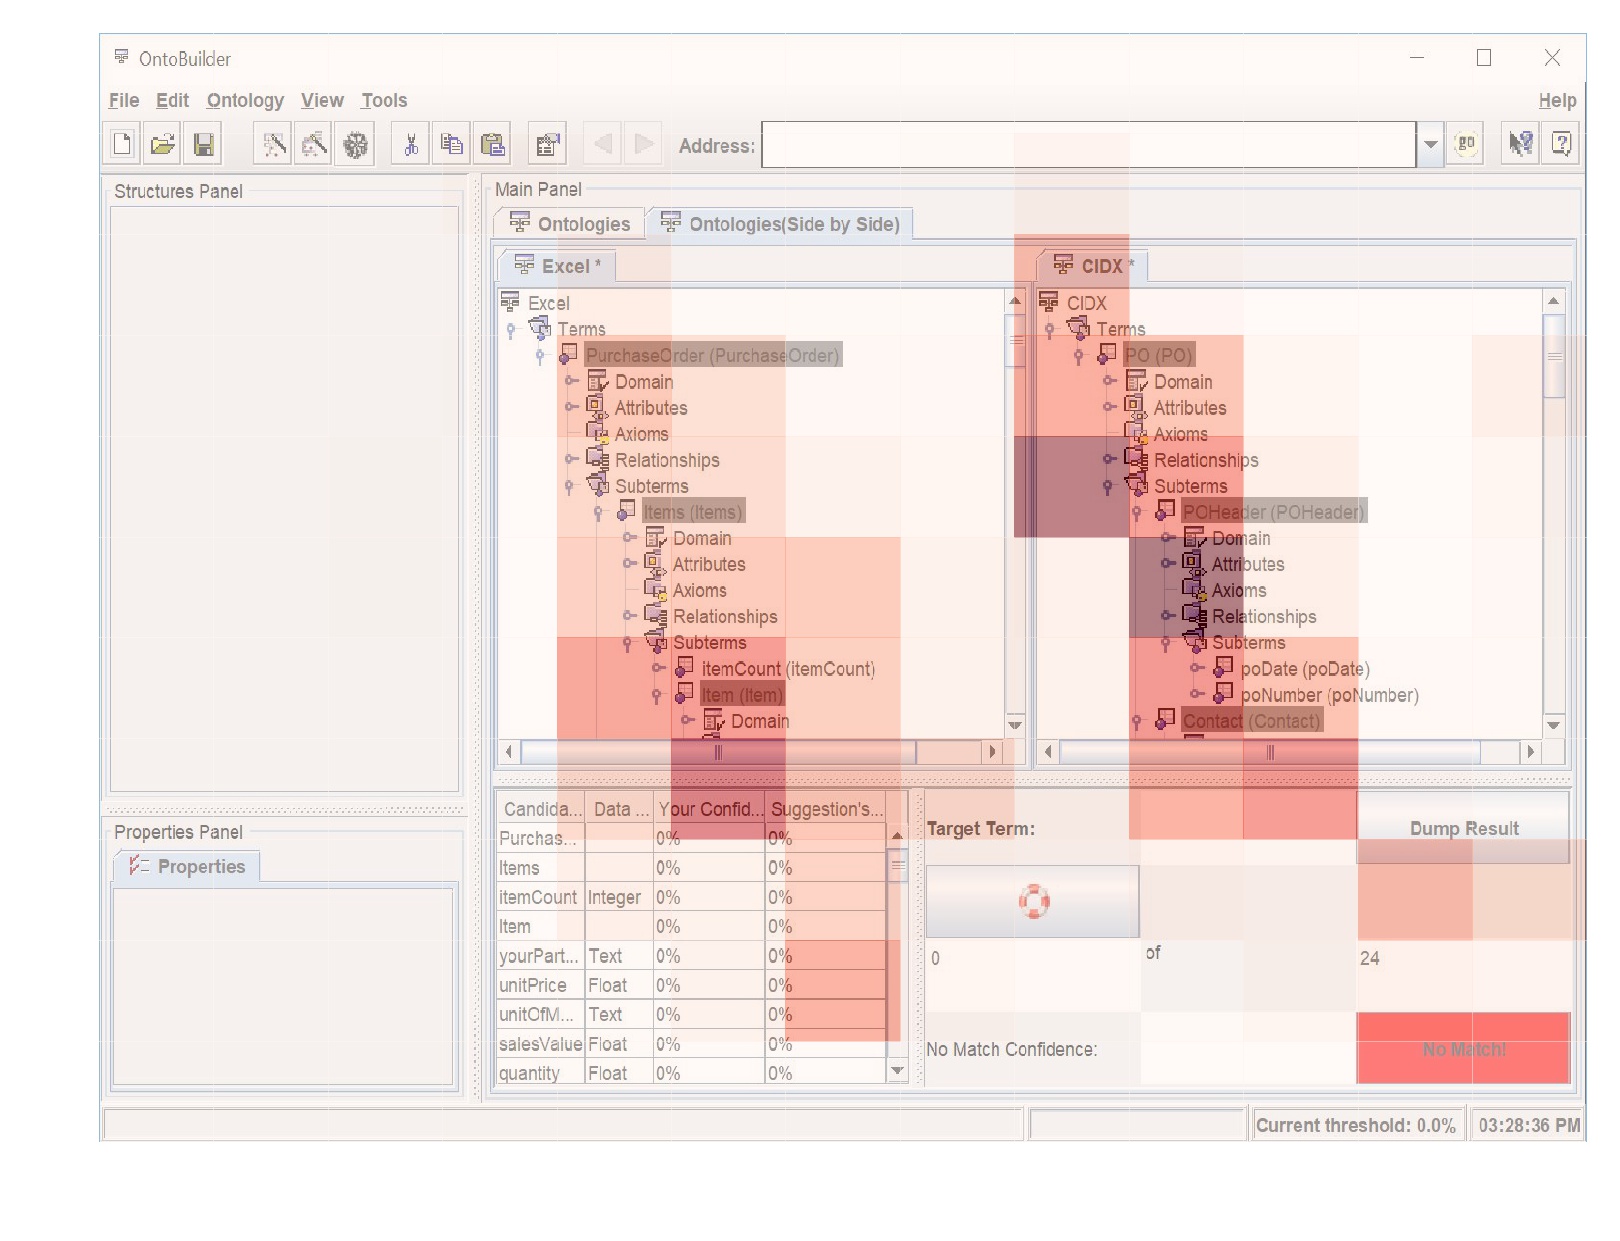 OntoBuilder
File Edit Ontology View Tools Help
Address: go
Structures Panel
Main Panel
Ontologies Ontologies(Side by Side)
Excel *
Excel
Terms
PurchaseOrder (PurchaseOrder)
Domain
Attributes
Axioms
Relationships
Subterms
Items (Items)
Domain
Attributes
Axioms
Relationships
Subterms
itemCount (itemCount)
Item (Item)
Domain
CIDX *
CIDX
Terms
PO (PO)
Domain
Attributes
Axioms
Relationships
Subterms
POHeader (POHeader)
Domain
Attributes
Axioms
Relationships
Subterms
poDate (poDate)
poNumber (poNumber)
Contact (Contact)
Properties Panel
Properties
Candida... Data ... Your Confid... Suggestion's...
Purchas... 0% 0%
Items 0% 0%
itemCount Integer 0% 0%
Item 0% 0%
yourPart... Text 0% 0%
unitPrice Float 0% 0%
unitOfM... Text 0% 0%
salesValue Float 0% 0%
quantity Float 0% 0%
Target Term: Dump Result
0 of 24
No Match Confidence: No Match!
Current threshold: 0.0% 03:28:36 PM